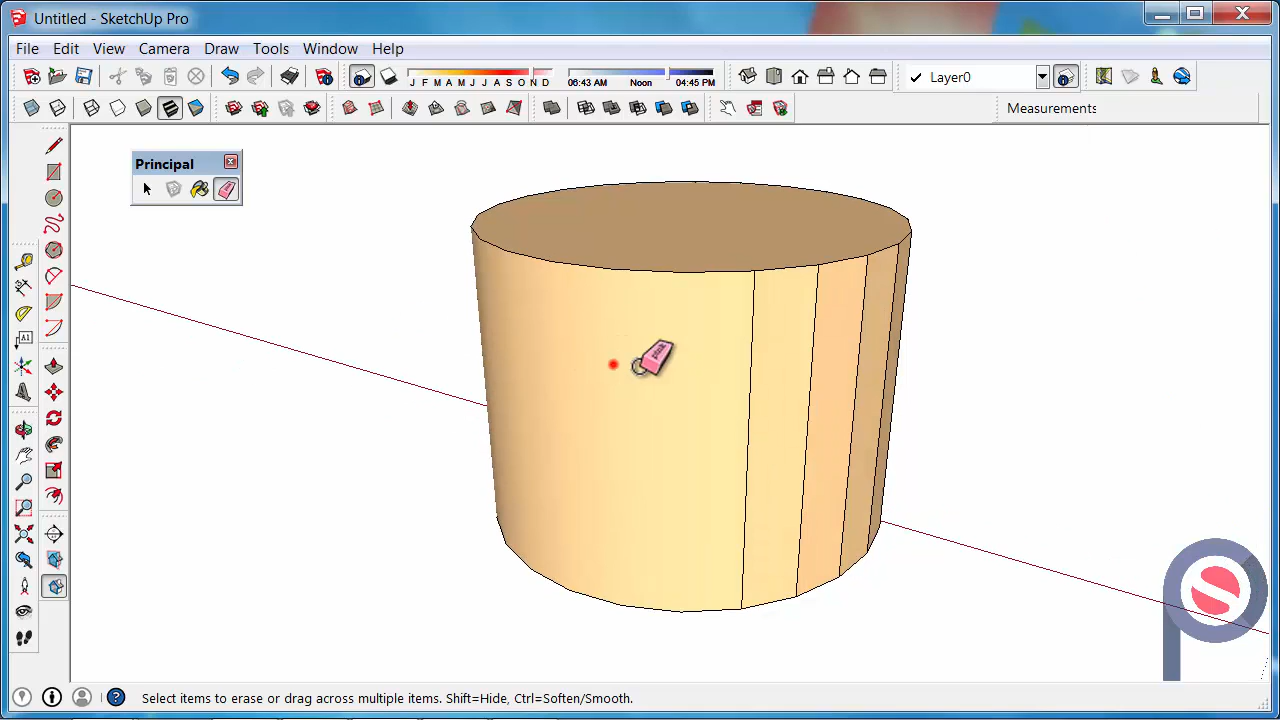 Untitled - SketchUp Pro
File Edit View Camera Draw Tools Window Help
J F M A M J J A S O N D
06:43 AM Noon 04:45 PM
Layer0
Measurements
Principal
A1
Select items to erase or drag across multiple items. Shift=Hide, Ctrl=Soften/Smooth.